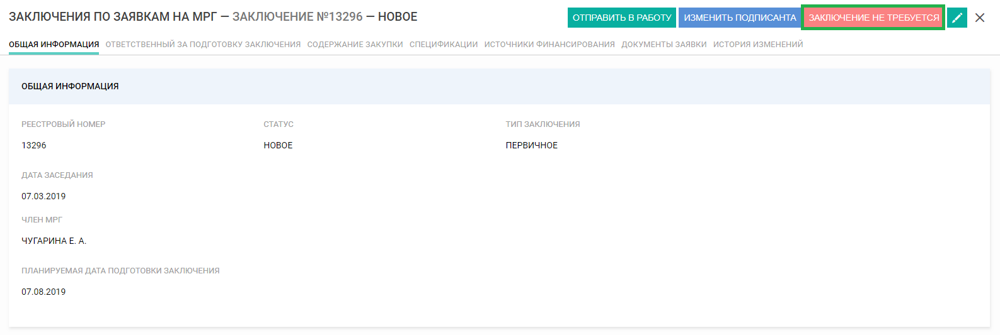 ЗАКЛЮЧЕНИЯ ПО ЗАЯВКАМ НА МРГ — ЗАКЛЮЧЕНИЕ №13296 — НОВОЕ
ОТПРАВИТЬ В РАБОТУ ИЗМЕНИТЬ ПОДПИСАНТА ЗАКЛЮЧЕНИЕ НЕ ТРЕБУЕТСЯ
ОБЩАЯ ИНФОРМАЦИЯ ОТВЕТСТВЕННЫЙ ЗА ПОДГОТОВКУ ЗАКЛЮЧЕНИЯ СОДЕРЖАНИЕ ЗАКУПКИ СПЕЦИФИКАЦИИ ИСТОЧНИКИ ФИНАНСИРОВАНИЯ ДОКУМЕНТЫ ЗАЯВКИ ИСТОРИЯ ИЗМЕНЕНИЙ
ОБЩАЯ ИНФОРМАЦИЯ
РЕЕСТРОВЫЙ НОМЕР СТАТУС ТИП ЗАКЛЮЧЕНИЯ
13296 НОВОЕ ПЕРВИЧНОЕ
ДАТА ЗАСЕДАНИЯ
07.03.2019
ЧЛЕН МРГ
ЧУГАРИНА Е. А.
ПЛАНИРУЕМАЯ ДАТА ПОДГОТОВКИ ЗАКЛЮЧЕНИЯ
07.08.2019